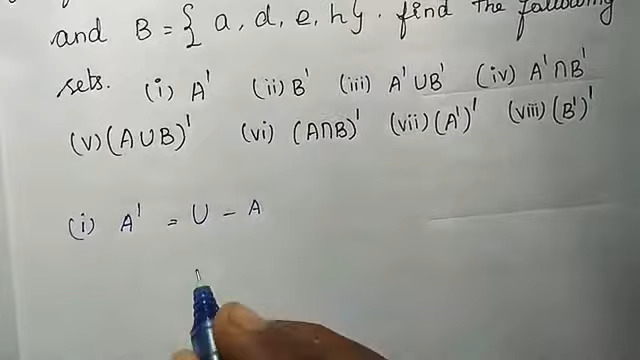 and B = { a, d, e, h}. find the following
sets. (i) A' (ii) B' (iii) A'∪B' (iv) A'∩B'
(v) (A∪B)' (vi) (A∩B)' (vii) (A')' (viii) (B')'
(i) A' = U - A